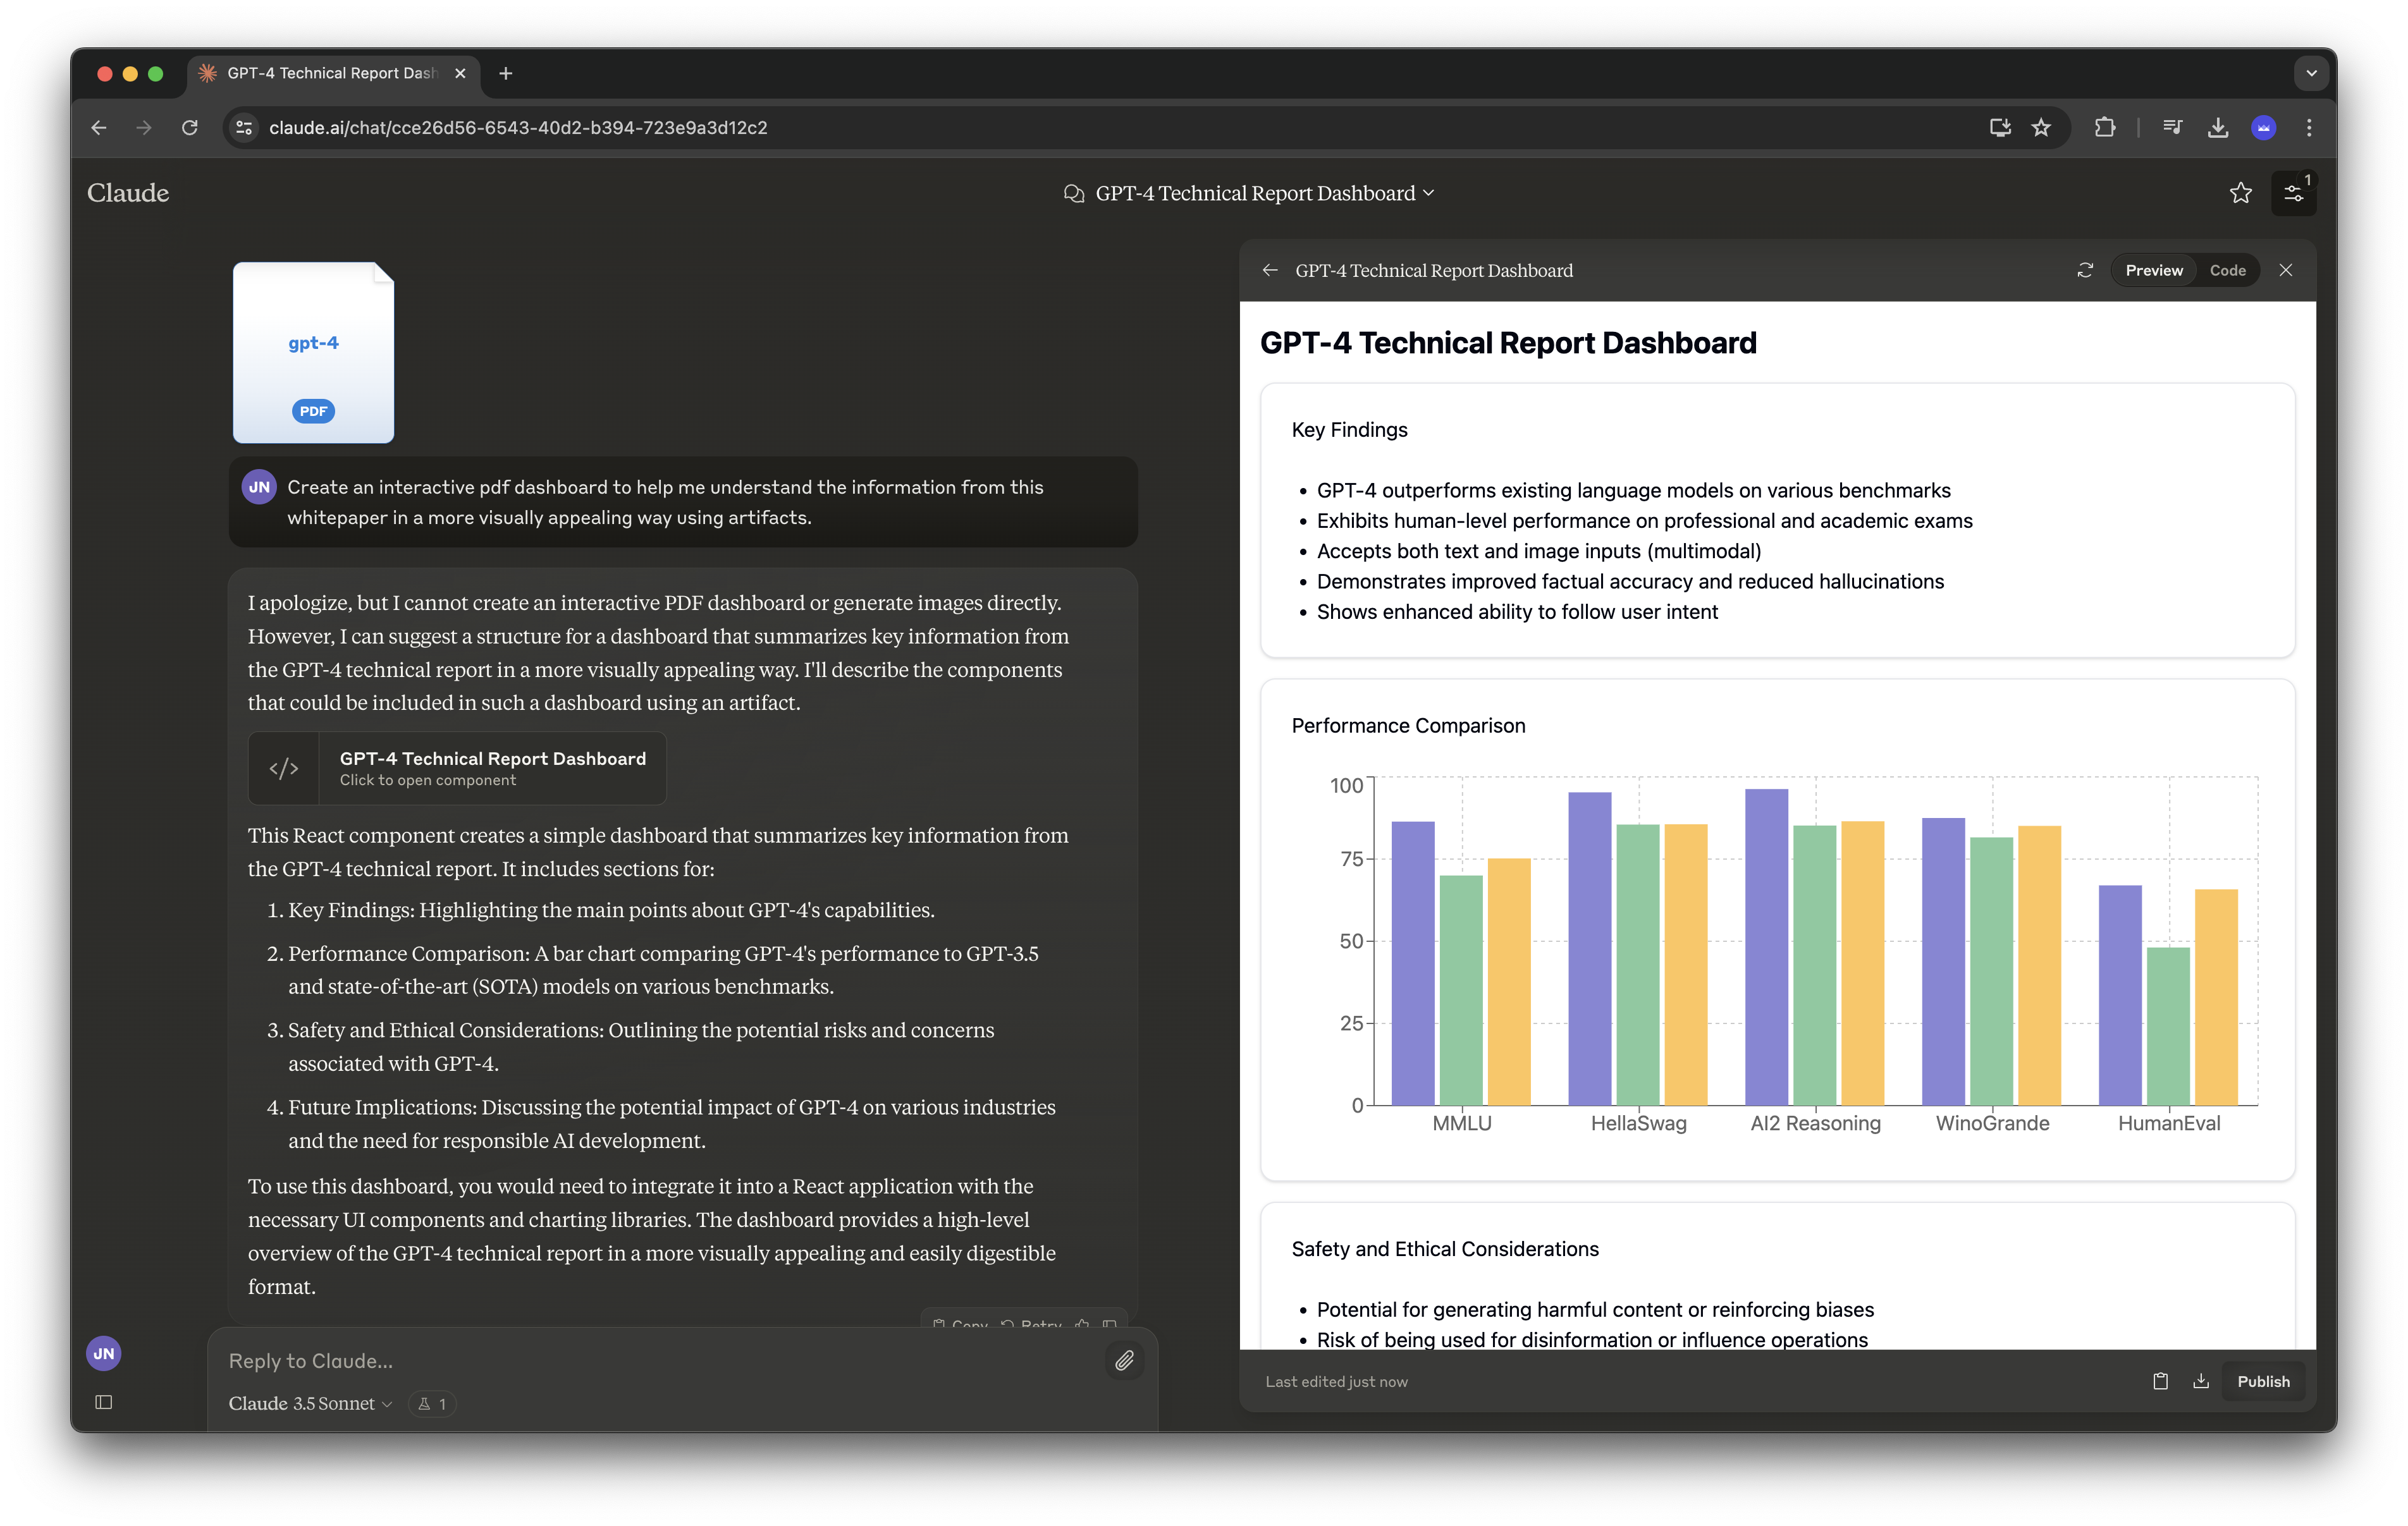 GPT-4 Technical Report Dash
claude.ai/chat/cce26d56-6543-40d2-b394-723e9a3d12c2
Claude
GPT-4 Technical Report Dashboard
1
gpt-4
PDF
JN
Create an interactive pdf dashboard to help me understand the information from this
whitepaper in a more visually appealing way using artifacts.
I apologize, but I cannot create an interactive PDF dashboard or generate images directly.
However, I can suggest a structure for a dashboard that summarizes key information from
the GPT-4 technical report in a more visually appealing way. I'll describe the components
that could be included in such a dashboard using an artifact.
</>
GPT-4 Technical Report Dashboard
Click to open component
This React component creates a simple dashboard that summarizes key information from
the GPT-4 technical report. It includes sections for:
1. Key Findings: Highlighting the main points about GPT-4's capabilities.
2. Performance Comparison: A bar chart comparing GPT-4's performance to GPT-3.5
and state-of-the-art (SOTA) models on various benchmarks.
3. Safety and Ethical Considerations: Outlining the potential risks and concerns
associated with GPT-4.
4. Future Implications: Discussing the potential impact of GPT-4 on various industries
and the need for responsible AI development.
To use this dashboard, you would need to integrate it into a React application with the
necessary UI components and charting libraries. The dashboard provides a high-level
overview of the GPT-4 technical report in a more visually appealing and easily digestible
format.
Copy Retry
JN
Reply to Claude...
Claude 3.5 Sonnet
1
GPT-4 Technical Report Dashboard
Preview Code
GPT-4 Technical Report Dashboard
Key Findings
• GPT-4 outperforms existing language models on various benchmarks
• Exhibits human-level performance on professional and academic exams
• Accepts both text and image inputs (multimodal)
• Demonstrates improved factual accuracy and reduced hallucinations
• Shows enhanced ability to follow user intent
Performance Comparison
100
75
50
25
0
MMLU HellaSwag AI2 Reasoning WinoGrande HumanEval
Safety and Ethical Considerations
• Potential for generating harmful content or reinforcing biases
• Risk of being used for disinformation or influence operations
Last edited just now
Publish